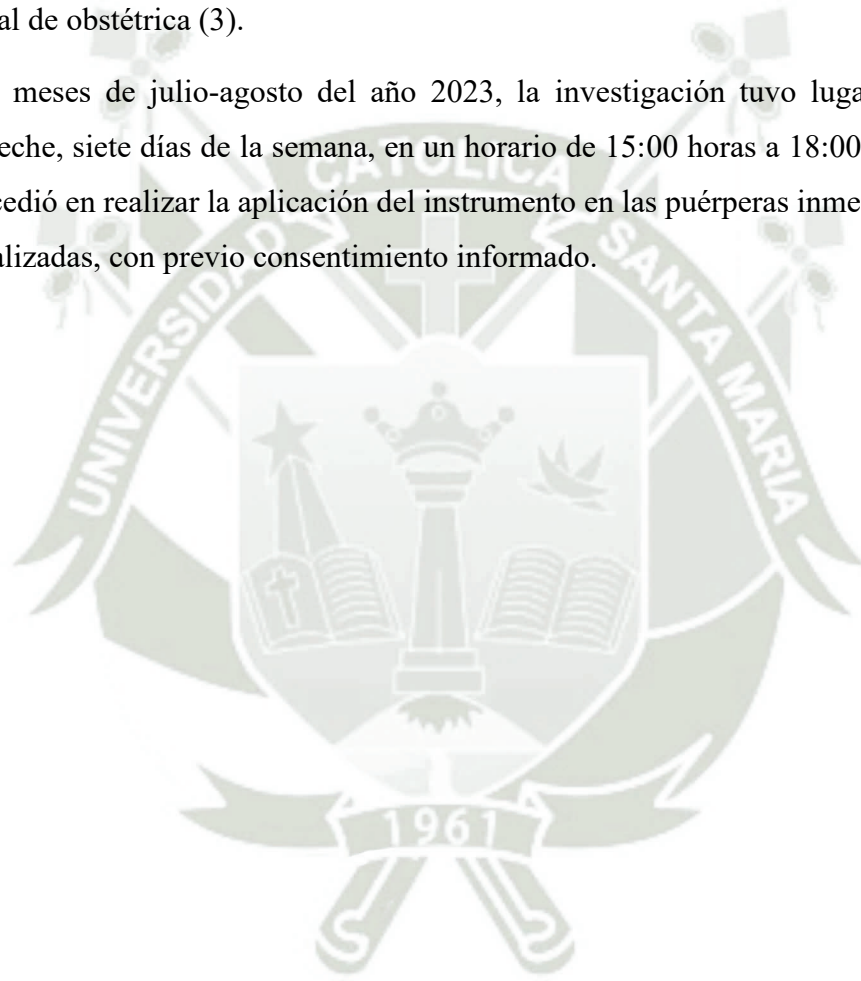 al de obstétrica (3).
meses de julio-agosto del año 2023, la investigación tuvo luga
eche, siete días de la semana, en un horario de 15:00 horas a 18:00
edió en realizar la aplicación del instrumento en las puérperas inme
alizadas, con previo consentimiento informado.
UNIVERSIDAD CATOLICA SANTA MARIA
1961